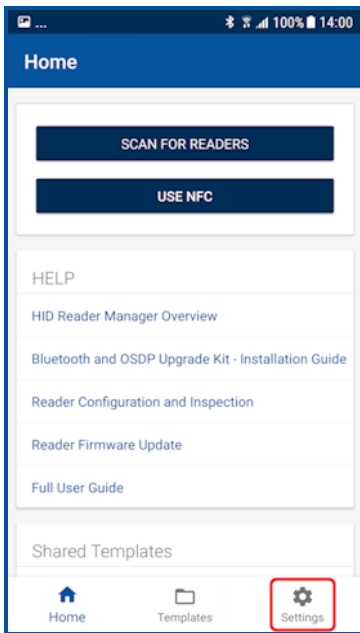 ... 100% 14:00
Home
SCAN FOR READERS
USE NFC
HELP
HID Reader Manager Overview
Bluetooth and OSDP Upgrade Kit - Installation Guide
Reader Configuration and Inspection
Reader Firmware Update
Full User Guide
Shared Templates
Home Templates Settings